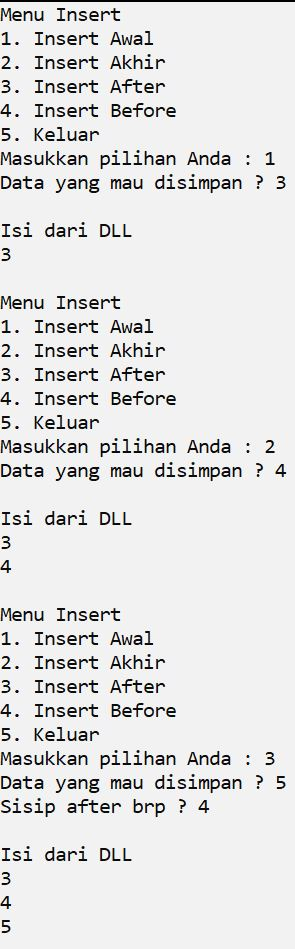 Menu Insert
1. Insert Awal
2. Insert Akhir
3. Insert After
4. Insert Before
5. Keluar
Masukkan pilihan Anda : 1
Data yang mau disimpan ? 3
Isi dari DLL
3
Menu Insert
1. Insert Awal
2. Insert Akhir
3. Insert After
4. Insert Before
5. Keluar
Masukkan pilihan Anda : 2
Data yang mau disimpan ? 4
Isi dari DLL
3
4
Menu Insert
1. Insert Awal
2. Insert Akhir
3. Insert After
4. Insert Before
5. Keluar
Masukkan pilihan Anda : 3
Data yang mau disimpan ? 5
Sisip after brp ? 4
Isi dari DLL
3
4
5